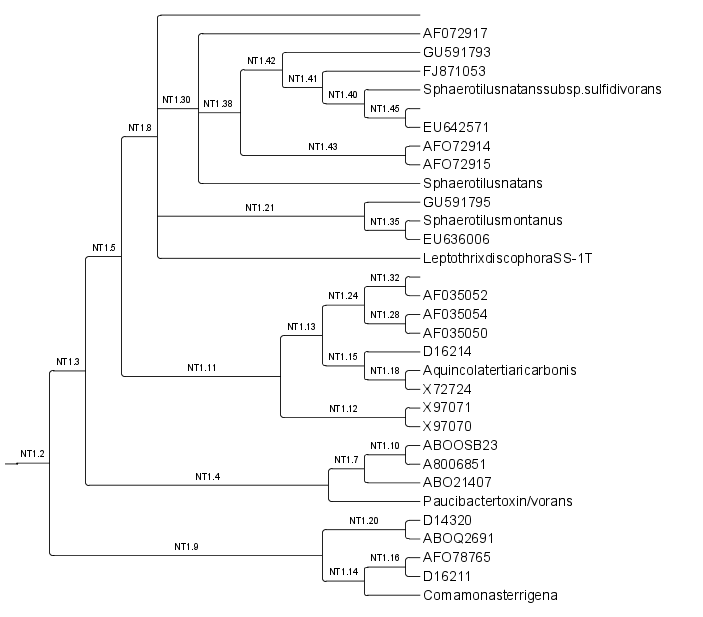 AF072917
NT1.42
GU591793
NT1.41
FJ871053
NT1.40
Sphaerotilusnatanssubsp.sulfidivorans
NT1.30
NT1.38
NT1.45
NT1.8
EU642571
NT1.43
AFO72914
AFO72915
Sphaerotilusnatans
NT1.21
GU591795
NT1.35
Sphaerotilusmontanus
EU636006
NT1.5
LeptothrixdiscophoraSS-1T
NT1.32
NT1.24
AF035052
NT1.28
AF035054
NT1.13
AF035050
NT1.15
D16214
NT1.3
NT1.11
NT1.18
Aquincolatertiaricarbonis
X72724
NT1.12
X97071
X97070
NT1.10
ABOOSB23
NT1.2
NT1.7
A8006851
NT1.4
ABO21407
Paucibactertoxin/vorans
NT1.20
D14320
ABOQ2691
NT1.9
NT1.16
AFO78765
NT1.14
D16211
Comamonasterrigena